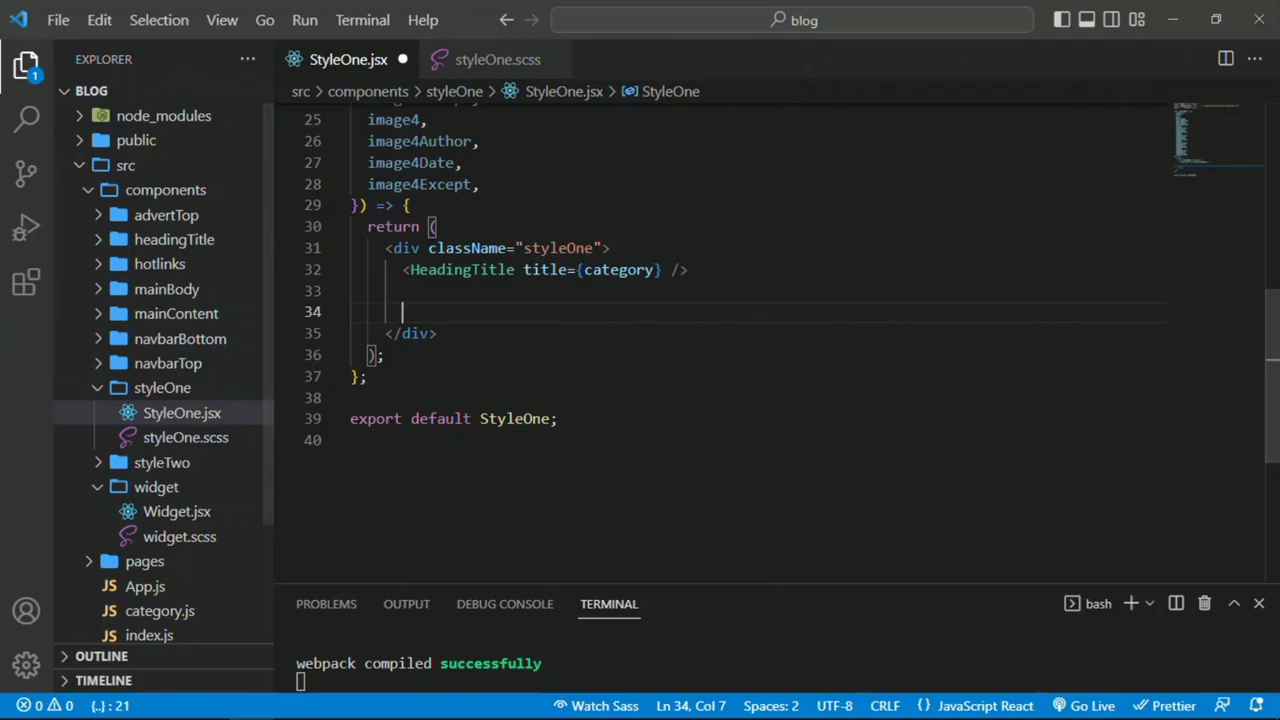 File Edit Selection View Go Run Terminal Help
blog
EXPLORER
StyleOne.jsx
styleOne.scss
1
BLOG
src > components > styleOne > StyleOne.jsx > StyleOne
node_modules
public
src
components
advertTop
headingTitle
hotlinks
mainBody
mainContent
navbarBottom
navbarTop
styleOne
StyleOne.jsx
styleOne.scss
styleTwo
widget
Widget.jsx
widget.scss
pages
JS App.js
JS category.js
JS index.js
OUTLINE
TIMELINE
25 image4,
26 image4Author,
27 image4Date,
28 image4Except,
29 }) => {
30 return (
31 <div className="styleOne">
32 <HeadingTitle title={category} />
33
34
35 </div>
36 );
37 };
38
39 export default StyleOne;
40
PROBLEMS OUTPUT DEBUG CONSOLE TERMINAL
bash
webpack compiled successfully
0 0 {..} : 21
Watch Sass Ln 34, Col 7 Spaces: 2 UTF-8 CRLF { } JavaScript React Go Live Prettier